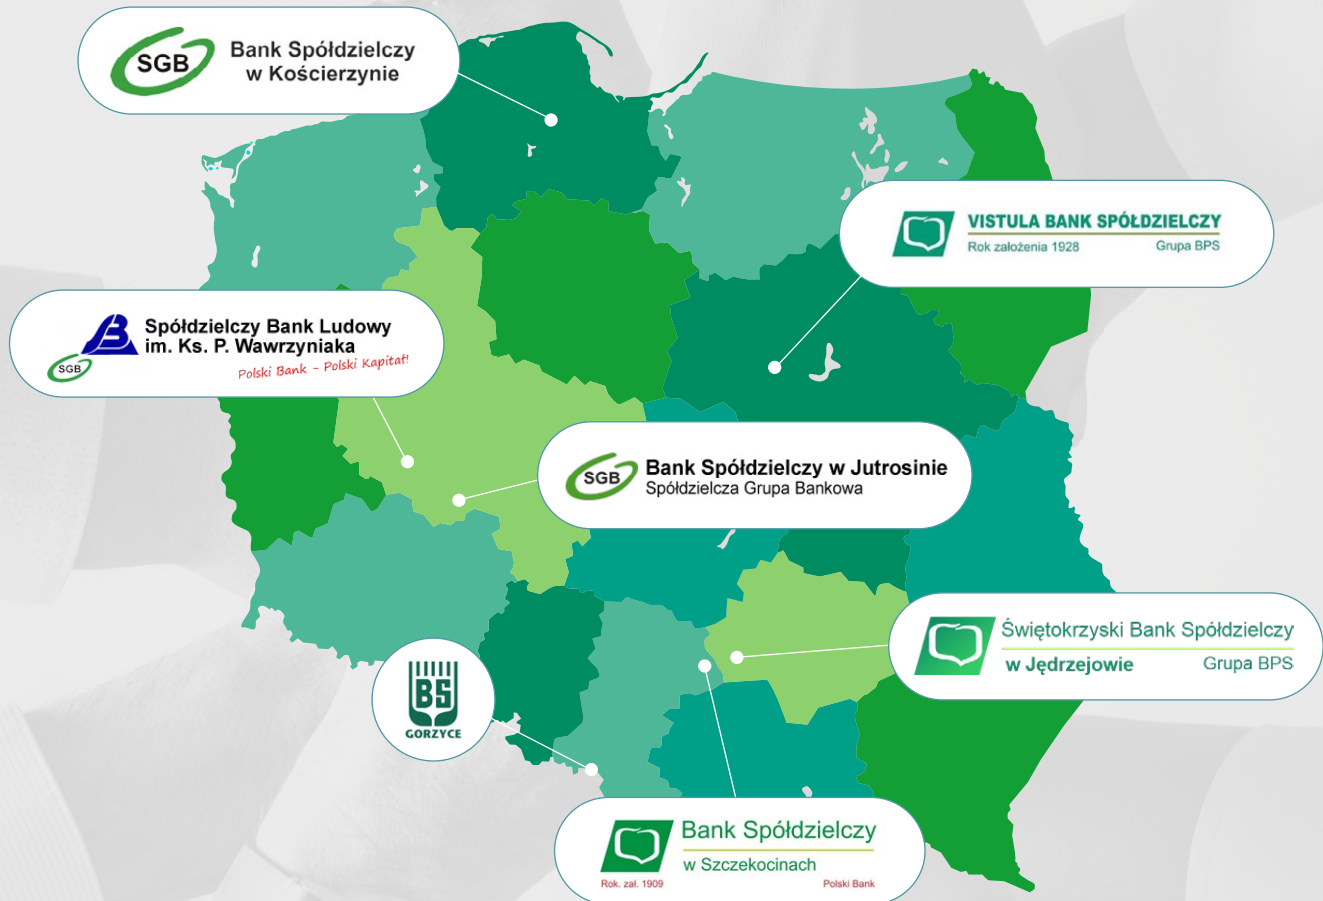 SGB
Bank Spółdzielczy
w Kościerzynie
VISTULA BANK SPÓŁDZIELCZY
Rok założenia 1928 Grupa BPS
Spółdzielczy Bank Ludowy
im. Ks. P. Wawrzyniaka
SGB
Polski Bank - Polski Kapitał!
SGB
Bank Spółdzielczy w Jutrosinie
Spółdzielcza Grupa Bankowa
Świętokrzyski Bank Spółdzielczy
w Jędrzejowie Grupa BPS
BS
GORZYCE
Bank Spółdzielczy
w Szczekocinach
Rok. zał. 1909 Polski Bank